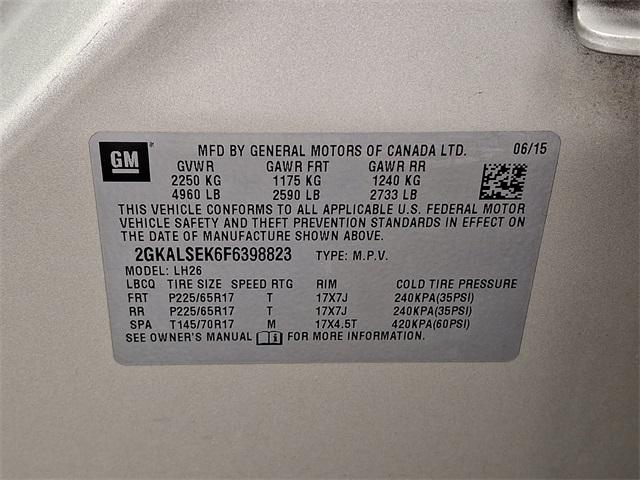 GM
MFD BY GENERAL MOTORS OF CANADA LTD. 06/15
GVWR GAWR FRT GAWR RR
2250 KG 1175 KG 1240 KG
4960 LB 2590 LB 2733 LB
THIS VEHICLE CONFORMS TO ALL APPLICABLE U.S. FEDERAL MOTOR
VEHICLE SAFETY AND THEFT PREVENTION STANDARDS IN EFFECT ON
THE DATE OF MANUFACTURE SHOWN ABOVE.
2GKALSEK6F6398823 TYPE: M.P.V.
MODEL: LH26
LBCQ TIRE SIZE SPEED RTG RIM COLD TIRE PRESSURE
FRT P225/65R17 T 17X7J 240KPA(35PSI)
RR P225/65R17 T 17X7J 240KPA(35PSI)
SPA T145/70R17 M 17X4.5T 420KPA(60PSI)
SEE OWNER'S MANUAL FOR MORE INFORMATION.